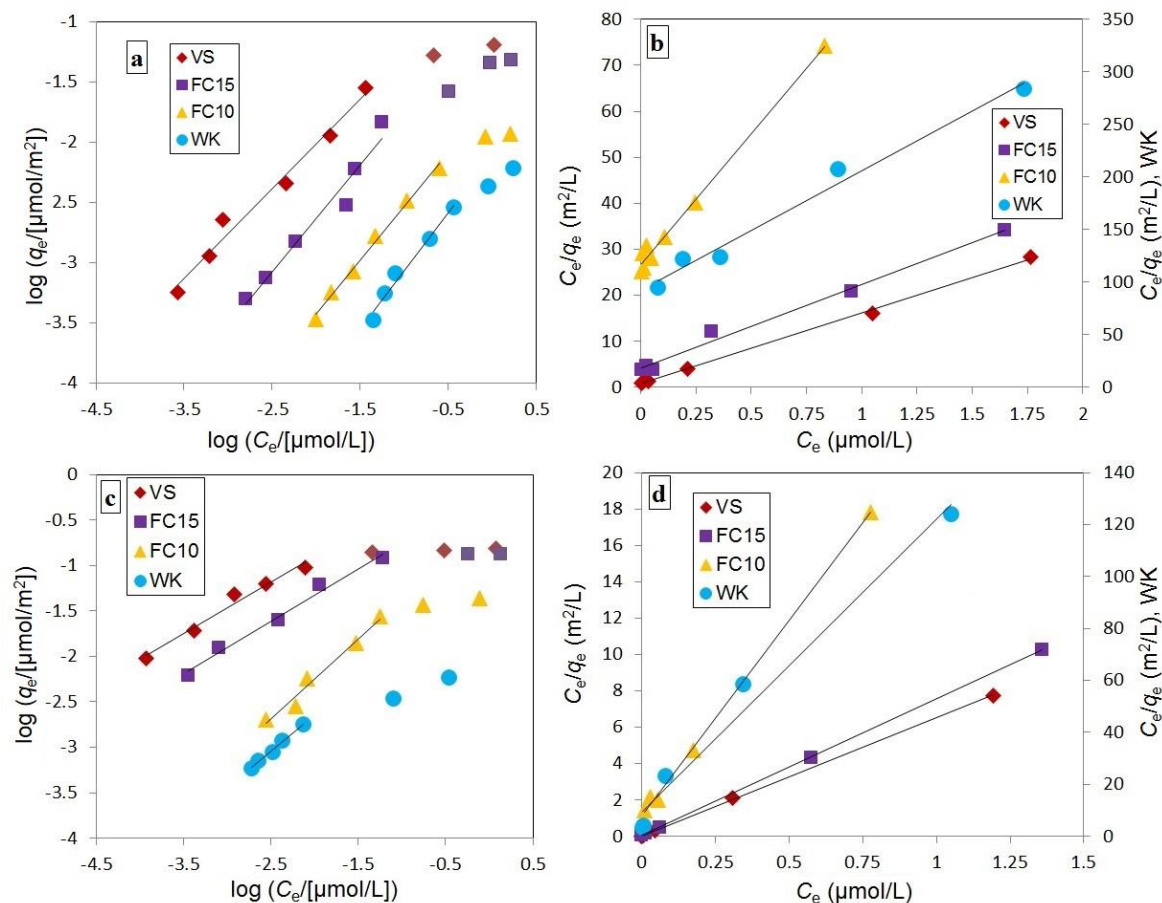 a
VS
FC15
FC10
WK
-1
-1.5
-2
-2.5
-3
-3.5
-4
log (qe/[µmol/m2]
-4.5 -3.5 -2.5 -1.5 -0.5 0.5
log (Ce/[µmol/L])
b
80
70
60
50
40
30
20
10
0
Ce/qe (m2/L)
350
300
250
200
150
100
50
0
Ce/qe (m2/L), WK
VS
FC15
FC10
WK
0 0.25 0.5 0.75 1 1.25 1.5 1.75 2
Ce (µmol/L)
c
VS
FC15
FC10
WK
0
-0.5
-1
-1.5
-2
-2.5
-3
-3.5
-4
log (qe/[µmol/m2]
-4.5 -3.5 -2.5 -1.5 -0.5 0.5
log (Ce/[µmol/L])
d
VS
FC15
FC10
WK
20
18
16
14
12
10
8
6
4
2
0
Ce/qe (m2/L)
140
120
100
80
60
40
20
0
Ce/qe (m2/L), WK
0 0.25 0.5 0.75 1 1.25 1.5
Ce (µmol/L)